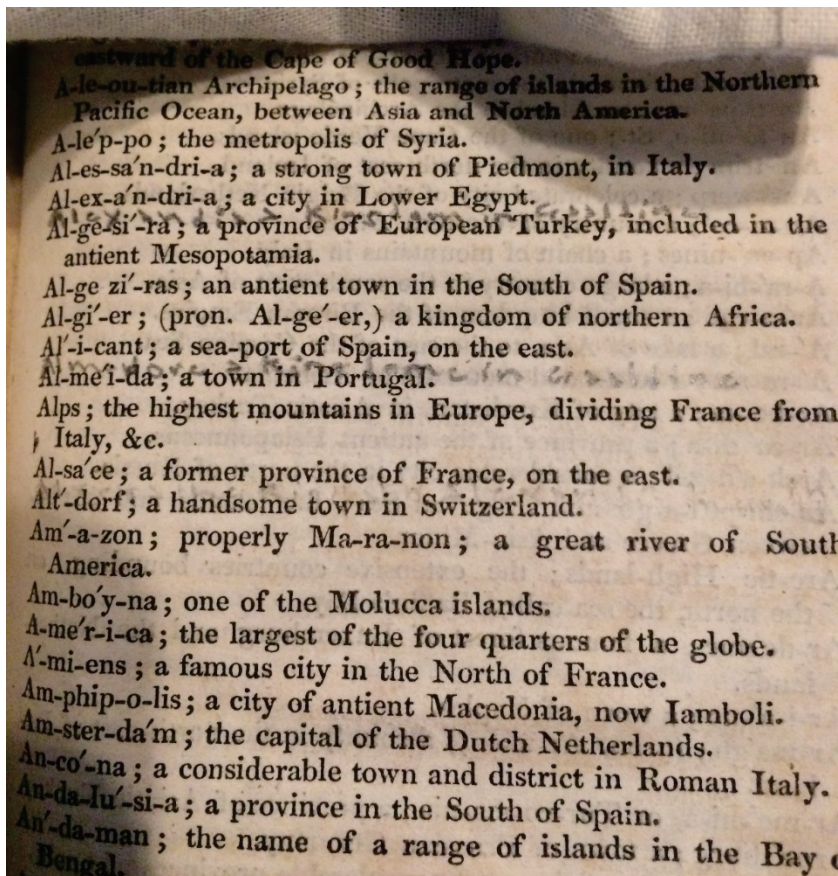 eastward of the Cape of Good Hope.
A-le-ou-tian Archipelago; the range of islands in the Northern
Pacific Ocean, between Asia and North America.
A-le′p-po; the metropolis of Syria.
Al-es-sa′n-dri-a; a strong town of Piedmont, in Italy.
Al-ex-a′n-dri-a; a city in Lower Egypt.
Al-ge-si′-ra; a province of European Turkey, included in the
antient Mesopotamia.
Al-ge zi′-ras; an antient town in the South of Spain.
Al-gi′-er; (pron. Al-ge′-er,) a kingdom of northern Africa.
Al′-i-cant; a sea-port of Spain, on the east.
Al-me′i-da; a town in Portugal.
Alps; the highest mountains in Europe, dividing France from
Italy, &c.
Al-sa′ce; a former province of France, on the east.
Alt′-dorf; a handsome town in Switzerland.
Am′-a-zon; properly Ma-ra-non; a great river of South
America.
Am-bo′y-na; one of the Molucca islands.
A-me′r-i-ca; the largest of the four quarters of the globe.
A′-mi-ens; a famous city in the North of France.
Am-phip-o-lis; a city of antient Macedonia, now Iamboli.
Am-ster-da′m; the capital of the Dutch Netherlands.
An-co′-na; a considerable town and district in Roman Italy.
An-da-lu′-si-a; a province in the South of Spain.
An′-da-man; the name of a range of islands in the Bay
Bengal.